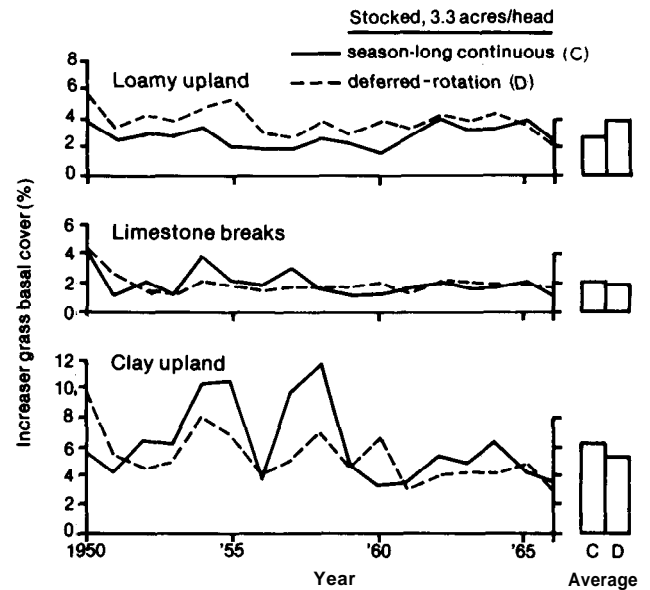 Stocked, 3.3 acres/head
season-long continuous (C)
deferred-rotation (D)
Increaser grass basal cover (%)
Loamy upland
8
6
4
2
0
Limestone breaks
6
4
2
0
Clay upland
12
10
8
6
4
2
0
1950 '55 '60 '65
Year
C D
Average